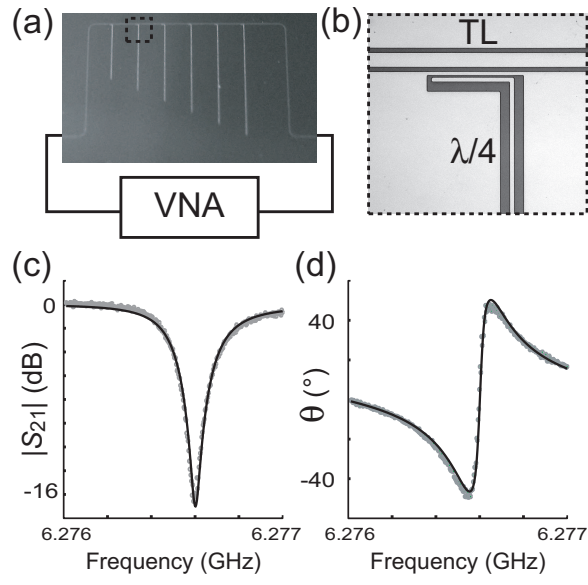 (a)
(b)
TL
λ/4
VNA
(c)
(d)
0
-16
|S21| (dB)
6.276
6.277
Frequency (GHz)
40
-40
θ (°)
6.276
6.277
Frequency (GHz)